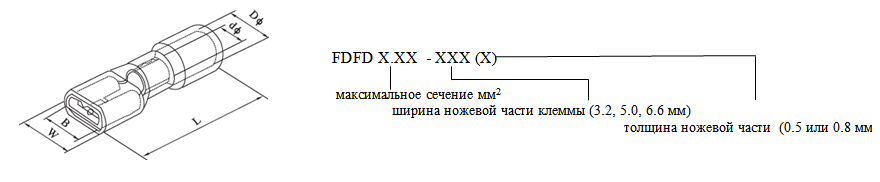 Dϕ
dϕ
B
W
L
FDFD X.XX - XXX (X)
максимальное сечение мм²
ширина ножевой части клеммы (3.2, 5.0, 6.6 мм)
толщина ножевой части (0.5 или 0.8 мм